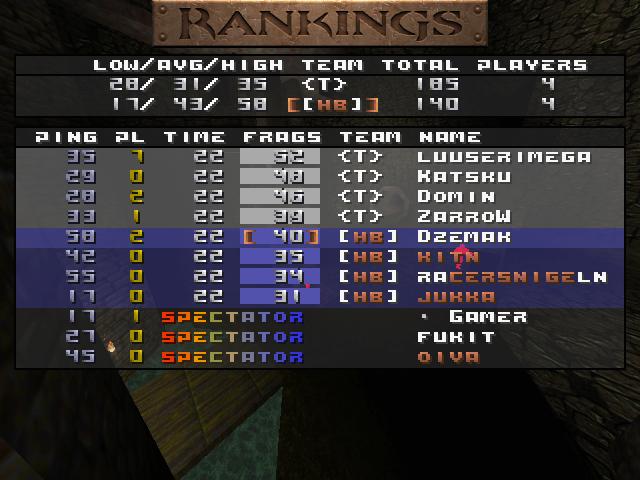 RANKINGS
LOW/AVG/HIGH TEAM TOTAL PLAYERS
28/ 31/ 35 {T} 185 4
17/ 43/ 58 [[HB]] 140 4
PING PL TIME FRAGS TEAM NAME
35 7 22 52 {T} LUUSERIMEGA
29 0 22 48 {T} KATSKU
28 2 22 46 {T} DOMIN
33 1 22 39 {T} ZARROW
58 2 22 [ 40] [HB] DZEMAK
42 0 22 35 [HB] KITN
55 0 22 34 [HB] RACERSNIGELN
17 0 22 31 [HB] JUKKA
17 1 SPECTATOR · GAMER
27 0 SPECTATOR FUKIT
45 0 SPECTATOR OIVA